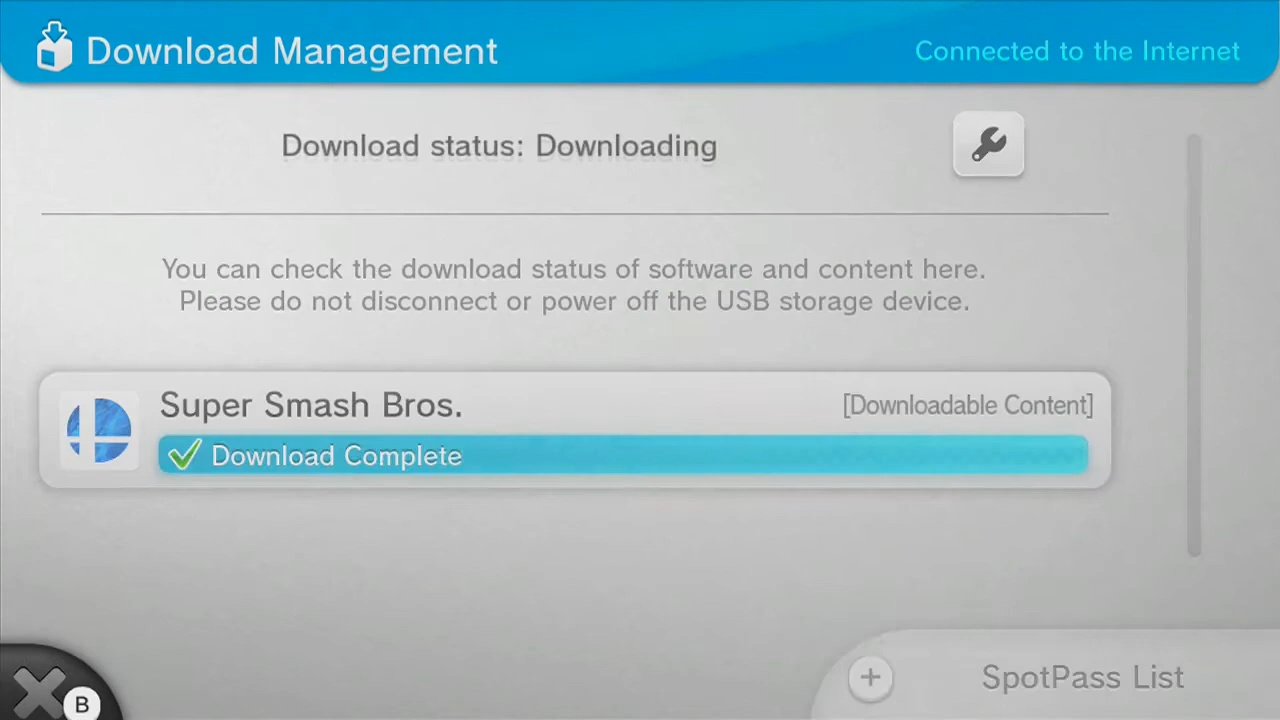 Download Management
Connected to the Internet
Download status: Downloading
You can check the download status of software and content here.
Please do not disconnect or power off the USB storage device.
Super Smash Bros.
[Downloadable Content]
Download Complete
B
SpotPass List